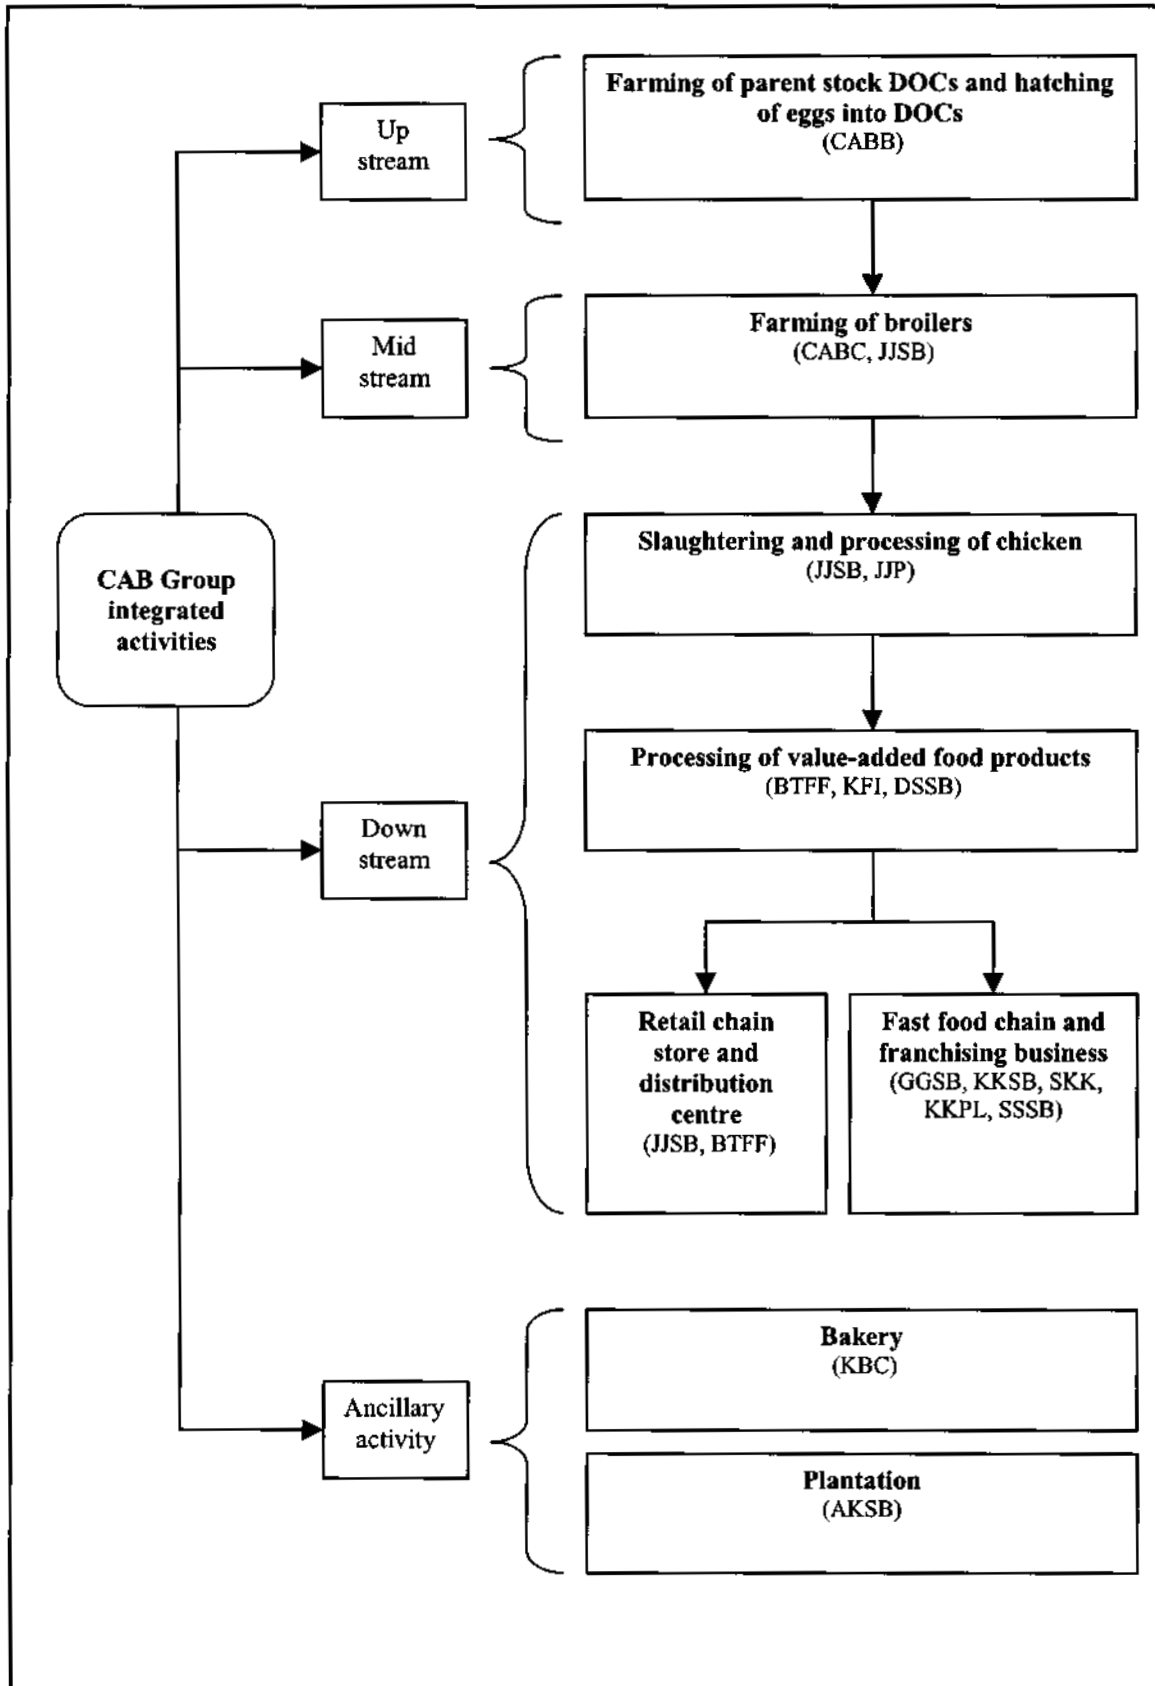 Farming of parent stock DOCs and hatching
of eggs into DOCs
(CABB)
Up
stream
Farming of broilers
(CABC, JJSB)
Mid
stream
Slaughtering and processing of chicken
(JJSB, JJP)
CAB Group
integrated
activities
Processing of value-added food products
(BTFF, KFI, DSSB)
Down
stream
Retail chain
store and
distribution
centre
(JJSB, BTFF)
Fast food chain and
franchising business
(GGSB, KKSB, SKK,
KKPL, SSSB)
Bakery
(KBC)
Ancillary
activity
Plantation
(AKSB)